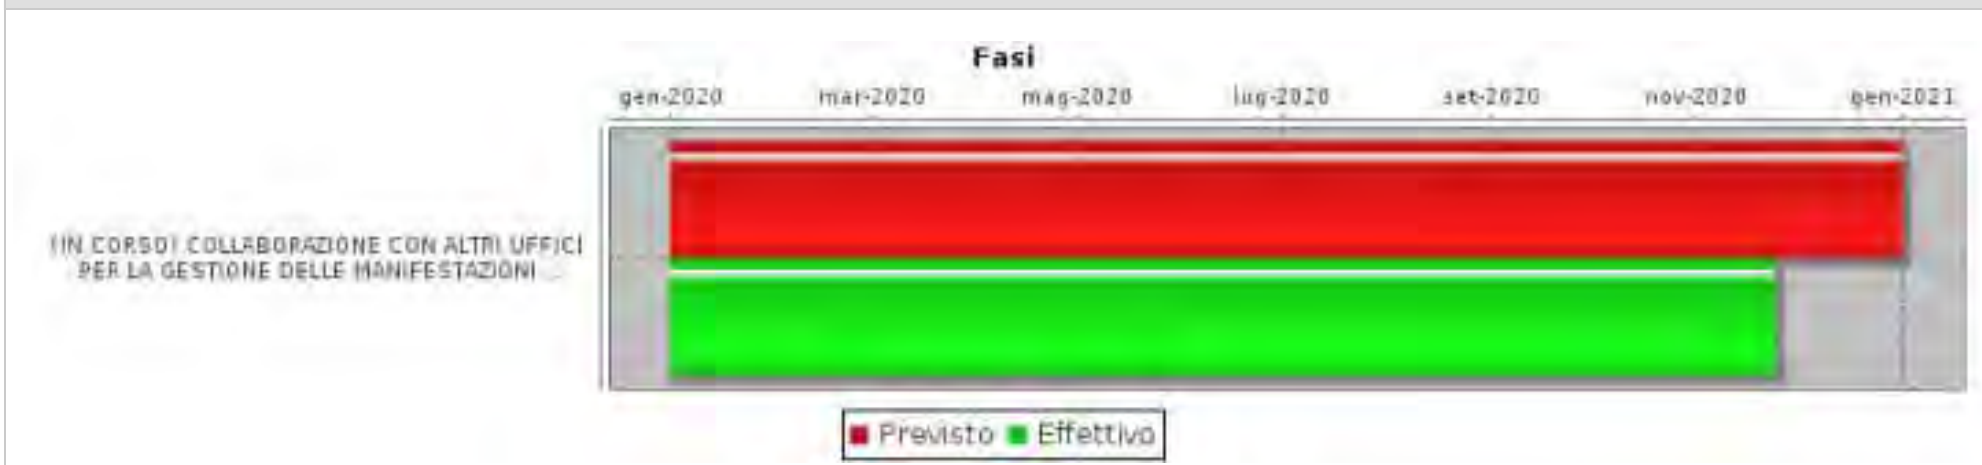 Fasi
gen-2020 mar-2020 mag-2020 lug-2020 set-2020 nov-2020 gen-2021
(IN CORSO) COLLABORAZIONE CON ALTRI UFFICI
PER LA GESTIONE DELLE MANIFESTAZIONI ...
Previsto Effettivo